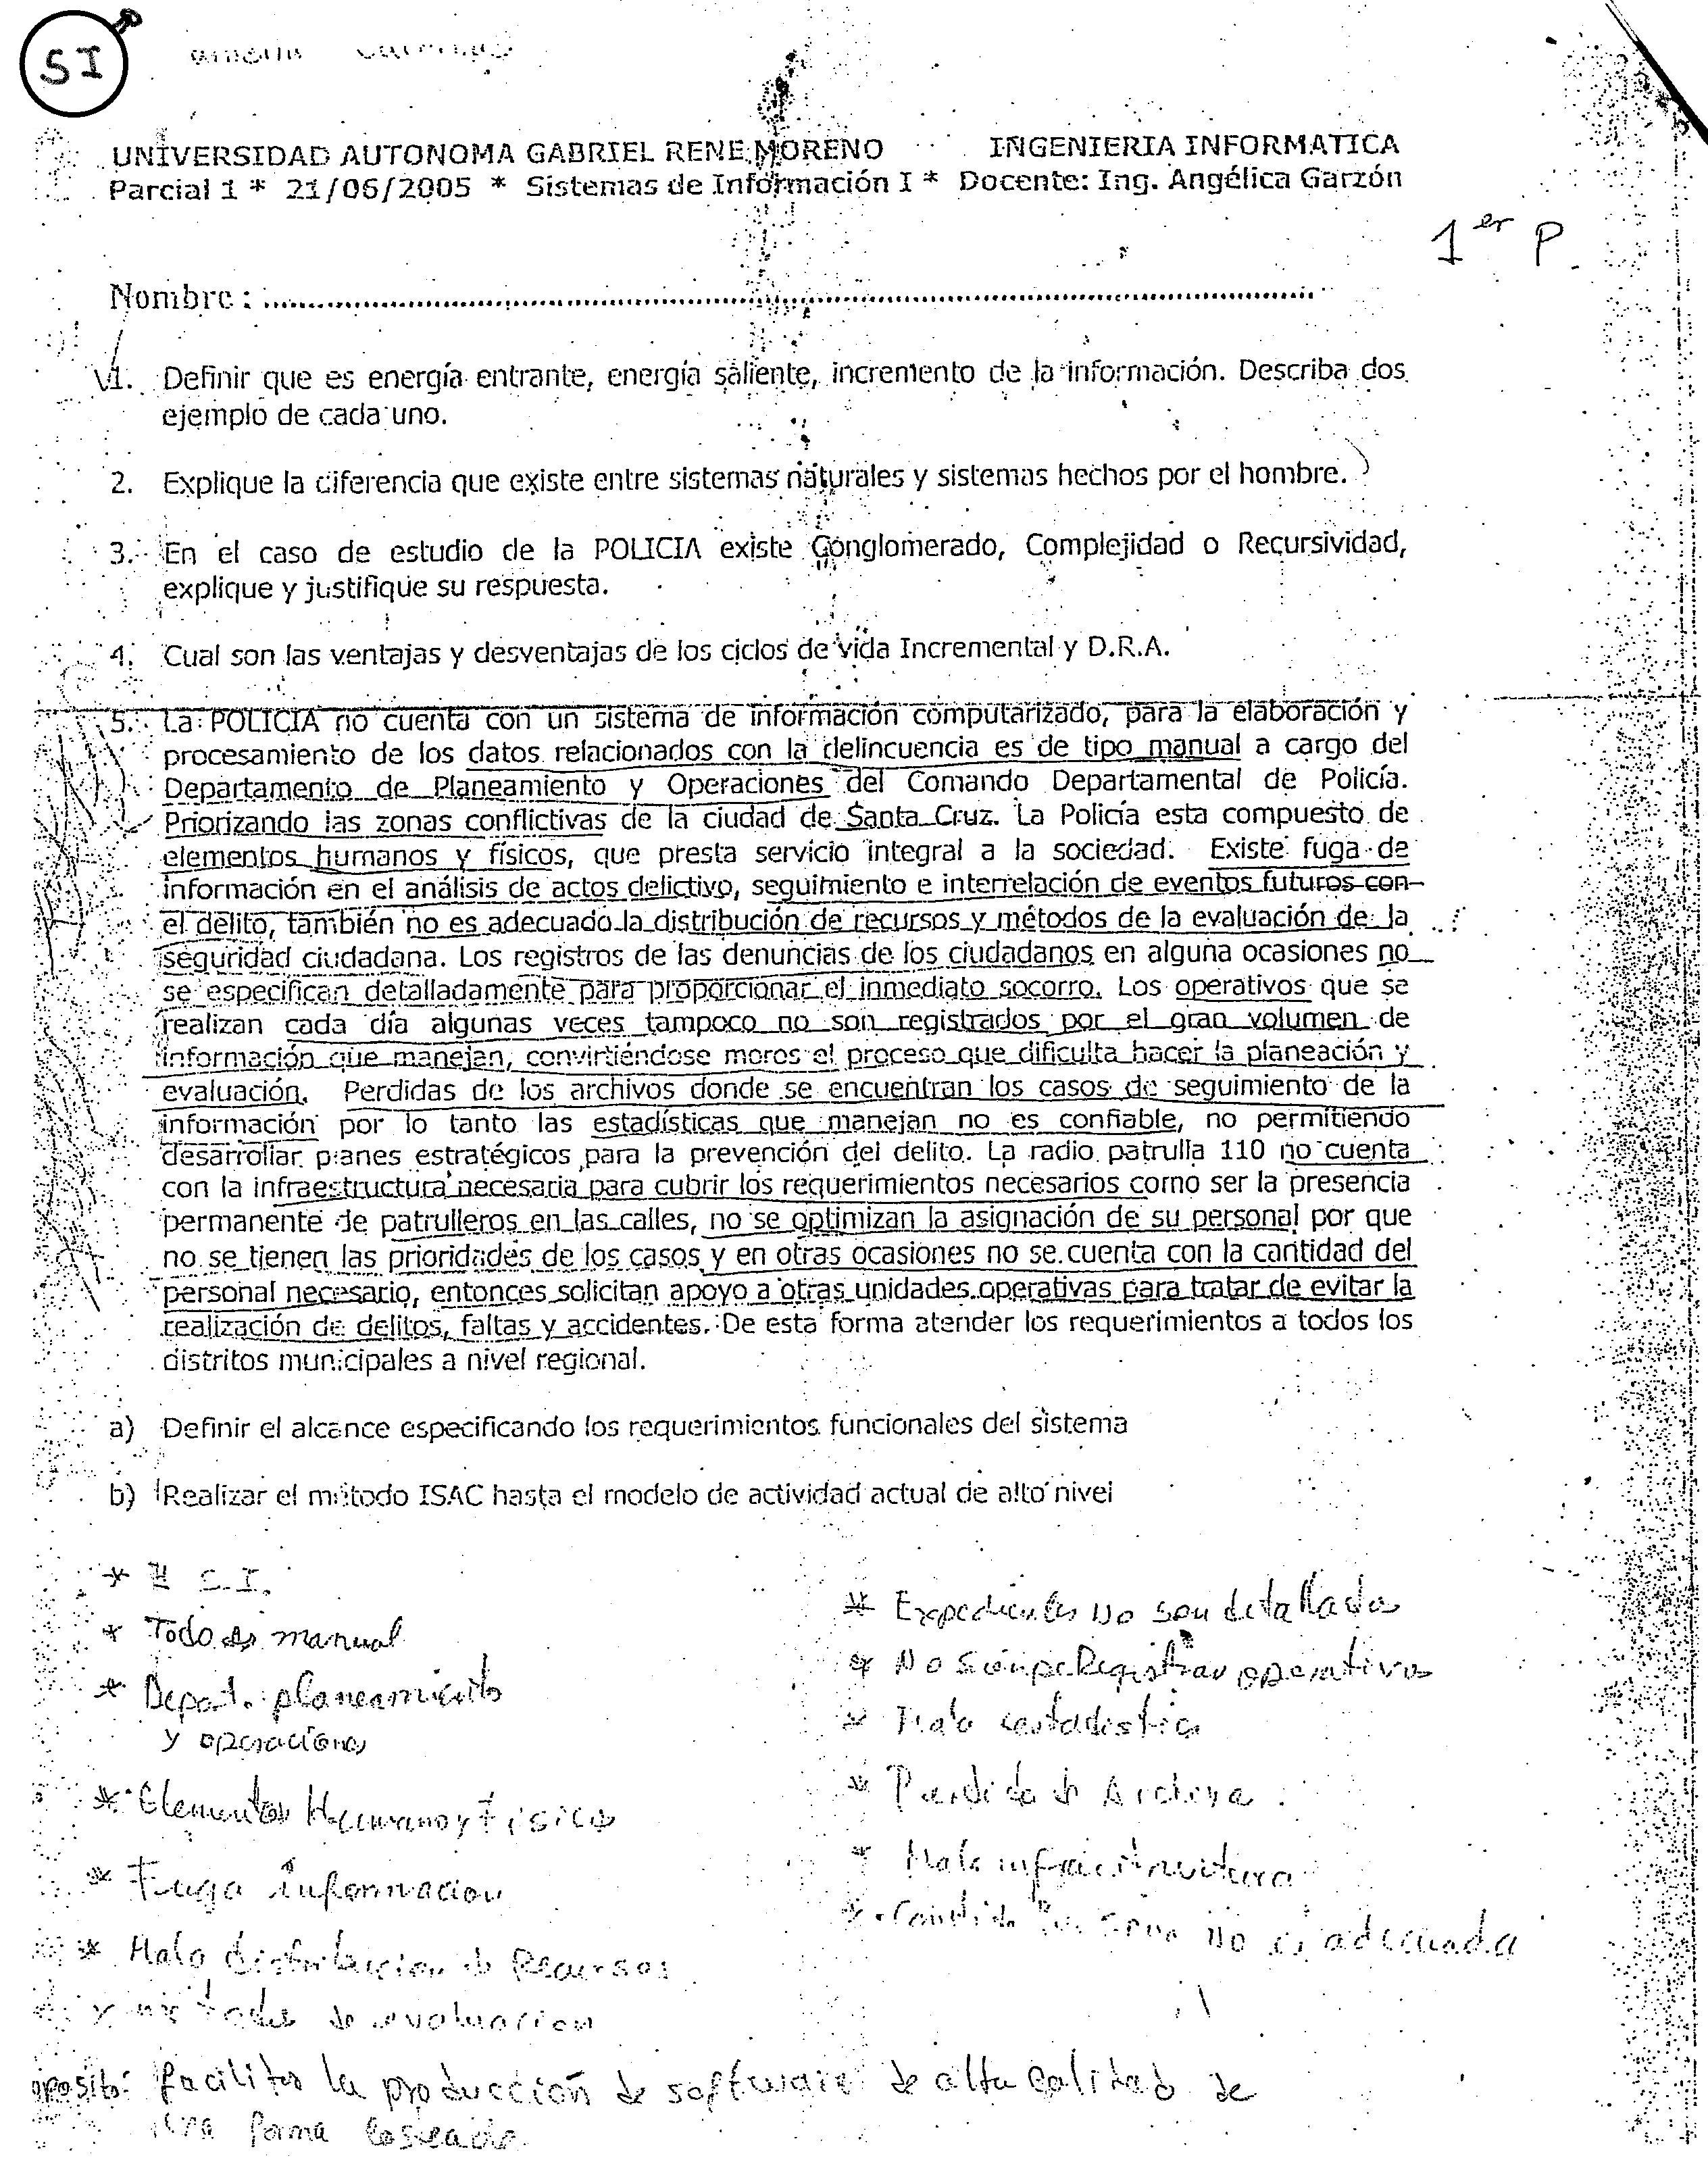 SI
UNIVERSIDAD AUTONOMA GABRIEL RENE MORENO INGENIERIA INFORMATICA
Parcial 1 * 21/06/2005 * Sistemas de Información I * Docente: Ing. Angélica Garzón
1er P
Nombre :
1. Definir que es energía entrante, energía saliente, incremento de la información. Describa dos
ejemplo de cada uno.
2. Explique la diferencia que existe entre sistemas naturales y sistemas hechos por el hombre.
3. En el caso de estudio de la POLICIA existe Conglomerado, Complejidad o Recursividad,
explique y justifique su respuesta.
4. Cual son las ventajas y desventajas de los ciclos de vida Incremental y D.R.A.
5. La POLICIA no cuenta con un sistema de información computarizado, para la elaboración y
procesamiento de los datos relacionados con la delincuencia es de tipo manual a cargo del
Departamento de Planeamiento y Operaciones del Comando Departamental de Policía.
Priorizando las zonas conflictivas de la ciudad de Santa Cruz. La Policía esta compuesto de
elementos humanos y físicos, que presta servicio integral a la sociedad. Existe fuga de
información en el análisis de actos delictivo, seguimiento e interrelación de eventos futuros con
el delito, también no es adecuado la distribución de recursos y métodos de la evaluación de la
seguridad ciudadana. Los registros de las denuncias de los ciudadanos en alguna ocasiones no
se especifican detalladamente para proporcionar el inmediato socorro. Los operativos que se
realizan cada día algunas veces tampoco no son registrados por el gran volumen de
información que manejan, convirtiéndose moros el proceso que dificulta hacer la planeación y
evaluación. Perdidas de los archivos donde se encuentran los casos de seguimiento de la
información por lo tanto las estadísticas que manejan no es confiable, no permitiendo
desarrollar planes estratégicos para la prevención del delito. La radio patrulla 110 no cuenta
con la infraestructura necesaria para cubrir los requerimientos necesarios como ser la presencia
permanente de patrulleros en las calles, no se optimizan la asignación de su personal por que
no se tienen las prioridades de los casos y en otras ocasiones no se cuenta con la cantidad del
personal necesario, entonces solicitan apoyo a otras unidades operativas para tratar de evitar la
realización de delitos, faltas y accidentes. De esta forma atender los requerimientos a todos los
distritos municipales a nivel regional.
a) Definir el alcance especificando los requerimientos funcionales del sistema
b) Realizar el método ISAC hasta el modelo de actividad actual de alto nivel
* S.I.
* Todo es manual
* Depart. planeamiento
y operaciones
* Elementos Humano y Fisico
* Fuga informacion
* Mala distribucion de Recursos
y metodos de evaluacion
* Expedientes no son detallados
* No siempe Registran operativos
* Mala estadistica
* Perdida de Archivo
* Mala infraestructura
* Cantidad no es adecuada
facilitar la producción de software de alta calidad de
forma